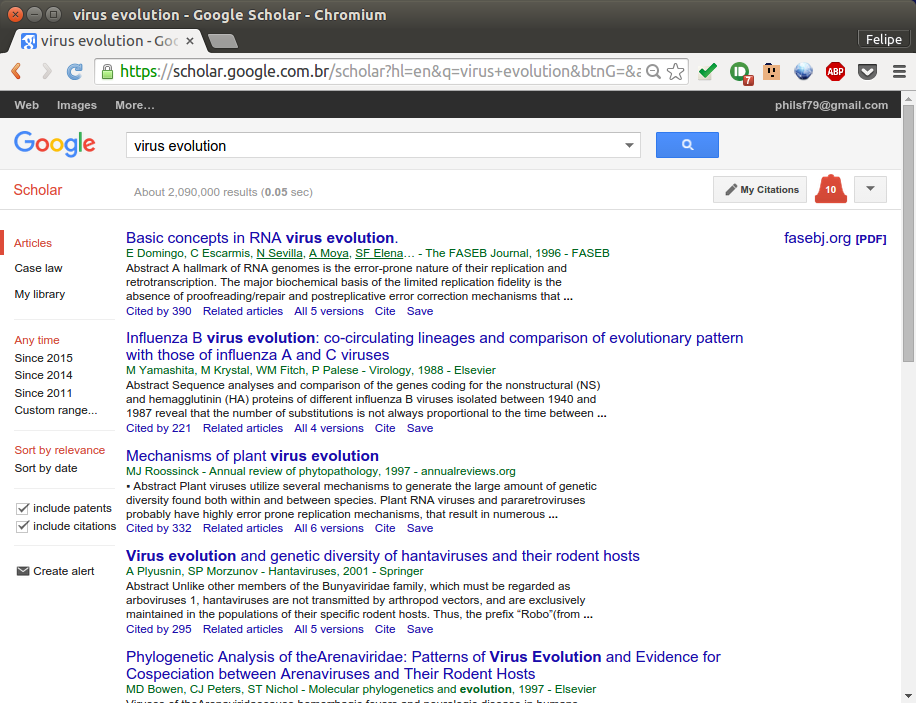 virus evolution - Google Scholar - Chromium
virus evolution - Goo
Felipe
https://scholar.google.com.br/scholar?hl=en&q=virus+evolution&btnG=&a
7
ABP
Web Images More...
philsf79@gmail.com
Google
virus evolution
Scholar
About 2,090,000 results (0.05 sec)
My Citations
10
Articles
Case law
My library
Any time
Since 2015
Since 2014
Since 2011
Custom range...
Sort by relevance
Sort by date
include patents
include citations
Create alert
Basic concepts in RNA virus evolution.
fasebj.org [PDF]
E Domingo, C Escarmis, N Sevilla, A Moya, SF Elena... - The FASEB Journal, 1996 - FASEB
Abstract A hallmark of RNA genomes is the error-prone nature of their replication and
retrotranscription. The major biochemical basis of the limited replication fidelity is the
absence of proofreading/repair and postreplicative error correction mechanisms that ...
Cited by 390 Related articles All 5 versions Cite Save
Influenza B virus evolution: co-circulating lineages and comparison of evolutionary pattern
with those of influenza A and C viruses
M Yamashita, M Krystal, WM Fitch, P Palese - Virology, 1988 - Elsevier
Abstract Sequence analyses and comparison of the genes coding for the nonstructural (NS)
and hemagglutinin (HA) proteins of different influenza B viruses isolated between 1940 and
1987 reveal that the number of substitutions is not always proportional to the time between ...
Cited by 221 Related articles All 4 versions Cite Save
Mechanisms of plant virus evolution
MJ Roossinck - Annual review of phytopathology, 1997 - annualreviews.org
▪ Abstract Plant viruses utilize several mechanisms to generate the large amount of genetic
diversity found both within and between species. Plant RNA viruses and pararetroviruses
probably have highly error prone replication mechanisms, that result in numerous ...
Cited by 332 Related articles All 6 versions Cite Save
Virus evolution and genetic diversity of hantaviruses and their rodent hosts
A Plyusnin, SP Morzunov - Hantaviruses, 2001 - Springer
Abstract Unlike other members of the Bunyaviridae family, which must be regarded as
arboviruses 1, hantaviruses are not transmitted by arthropod vectors, and are exclusively
maintained in the populations of their specific rodent hosts. Thus, the prefix “Robo”(from ...
Cited by 295 Related articles All 5 versions Cite Save
Phylogenetic Analysis of theArenaviridae: Patterns of Virus Evolution and Evidence for
Cospeciation between Arenaviruses and Their Rodent Hosts
MD Bowen, CJ Peters, ST Nichol - Molecular phylogenetics and evolution, 1997 - Elsevier